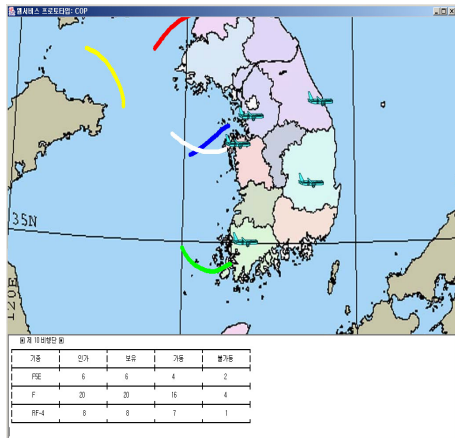 웹서비스 프로토타입: COP
35N
120E
제 10 비행단
기종 인가 보유 가동 불가동
F5E 6 6 4 2
F 20 20 16 4
RF-4 8 8 7 1